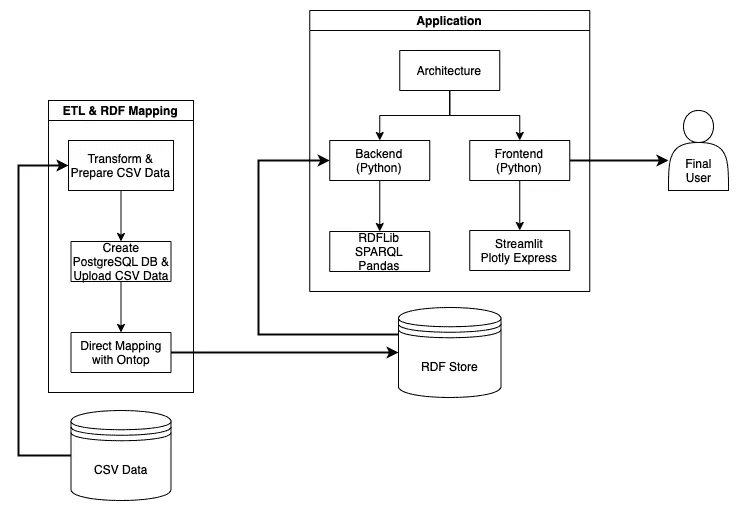 Application
Architecture
ETL & RDF Mapping
Transform &
Prepare CSV Data
Backend
(Python)
Frontend
(Python)
Final
User
Create
PostgreSQL DB &
Upload CSV Data
RDFLib
SPARQL
Pandas
Streamlit
Plotly Express
Direct Mapping
with Ontop
RDF Store
CSV Data